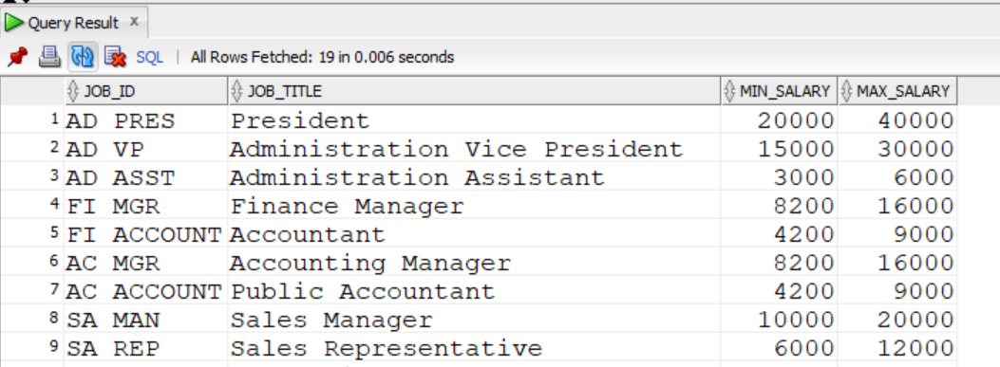 Query Result x
SQL | All Rows Fetched: 19 in 0.006 seconds
JOB_ID JOB_TITLE MIN_SALARY MAX_SALARY
1 AD PRES President 20000 40000
2 AD VP Administration Vice President 15000 30000
3 AD ASST Administration Assistant 3000 6000
4 FI MGR Finance Manager 8200 16000
5 FI ACCOUNT Accountant 4200 9000
6 AC MGR Accounting Manager 8200 16000
7 AC ACCOUNT Public Accountant 4200 9000
8 SA MAN Sales Manager 10000 20000
9 SA REP Sales Representative 6000 12000